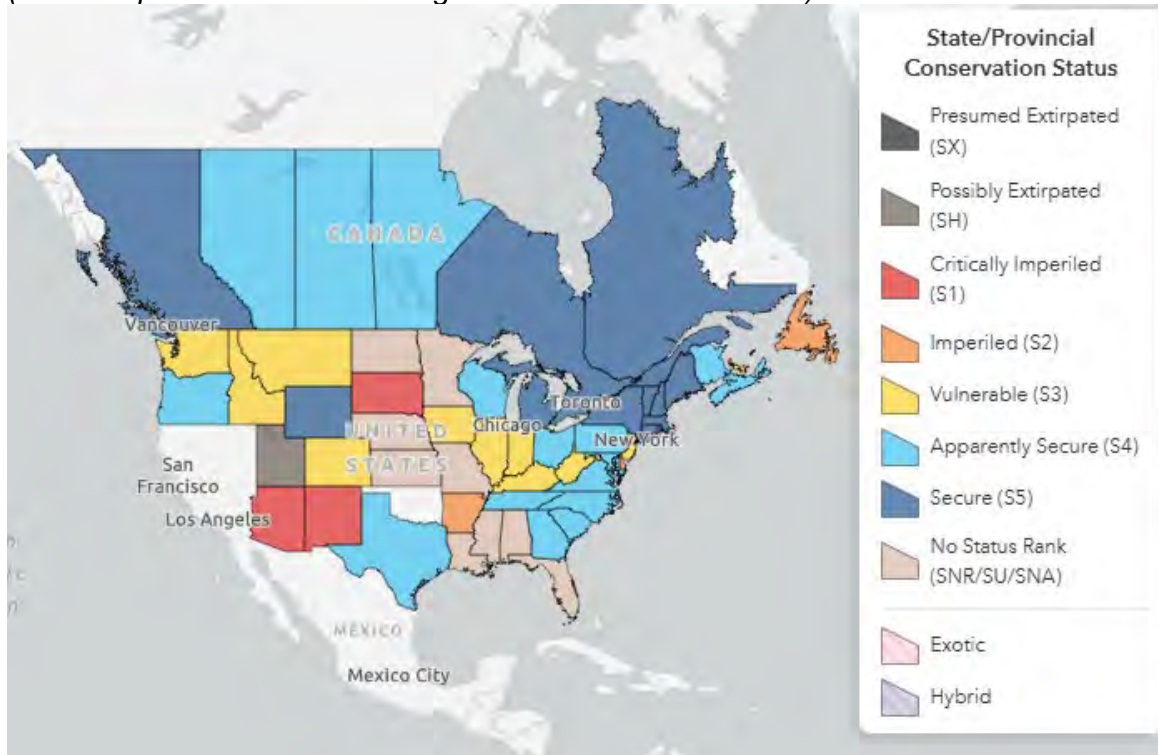 State/Provincial
Conservation Status
Presumed Extirpated
(SX)
Possibly Extirpated
(SH)
Critically Imperiled
(S1)
Imperiled (S2)
Vulnerable (S3)
Apparently Secure (S4)
Secure (S5)
No Status Rank
(SNR/SU/SNA)
Exotic
Hybrid
CANADA
Vancouver
Toronto
Chicago
New York
UNITED
STATES
San
Francisco
Los Angeles
MÉXICO
Mexico City